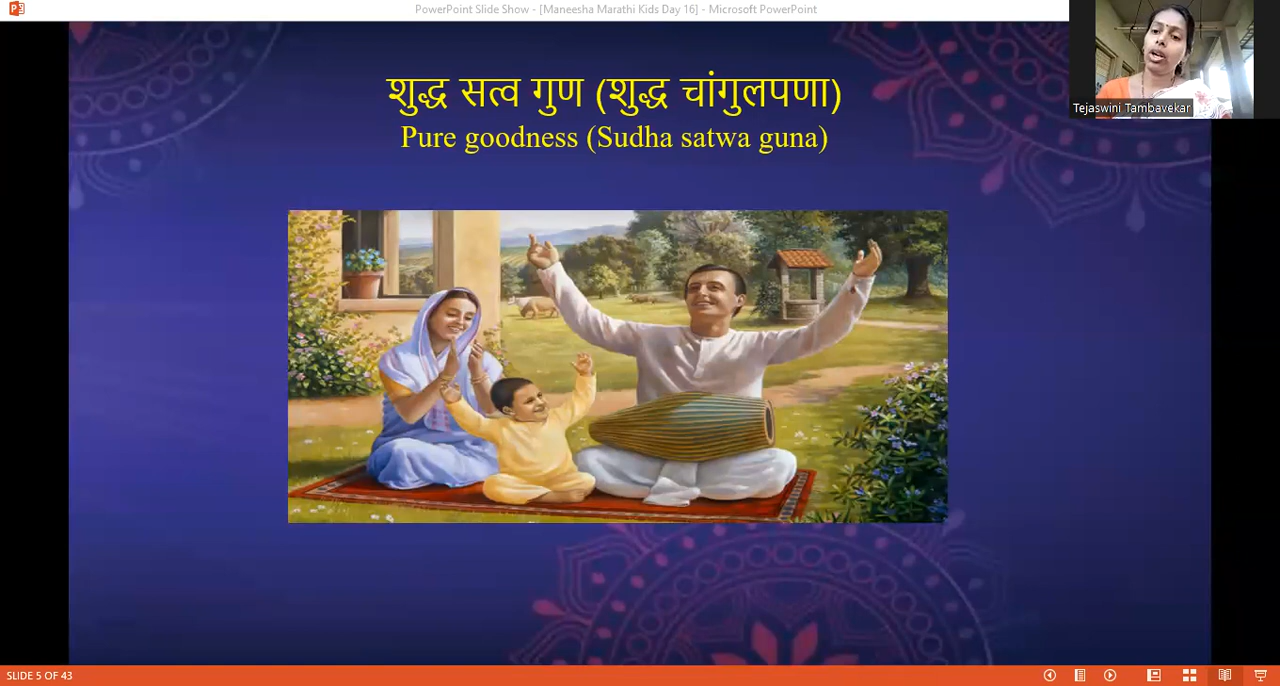 PowerPoint Slide Show - [Maneesha Marathi Kids Day 16] - Microsoft PowerPoint
Tejaswini Tambavekar
शुद्ध सत्व गुण (शुद्ध चांगुलपणा)
Pure goodness (Sudha satwa guna)
SLIDE 5 OF 43